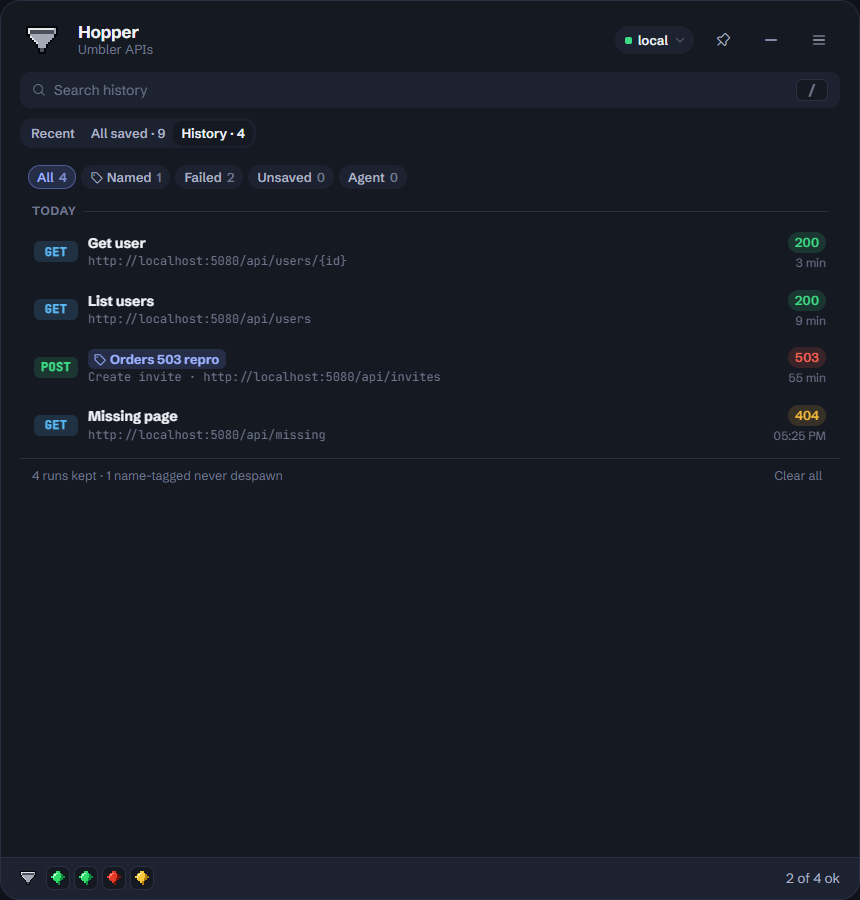 Hopper
Umbler APIs
local
Search history
/
Recent All saved · 9 History · 4
All 4 Named 1 Failed 2 Unsaved 0 Agent 0
TODAY
GET Get user 200
http://localhost:5080/api/users/{id} 3 min
GET List users 200
http://localhost:5080/api/users 9 min
POST Orders 503 repro 503
Create invite · http://localhost:5080/api/invites 55 min
GET Missing page 404
http://localhost:5080/api/missing 05:25 PM
4 runs kept · 1 name-tagged never despawn Clear all
2 of 4 ok